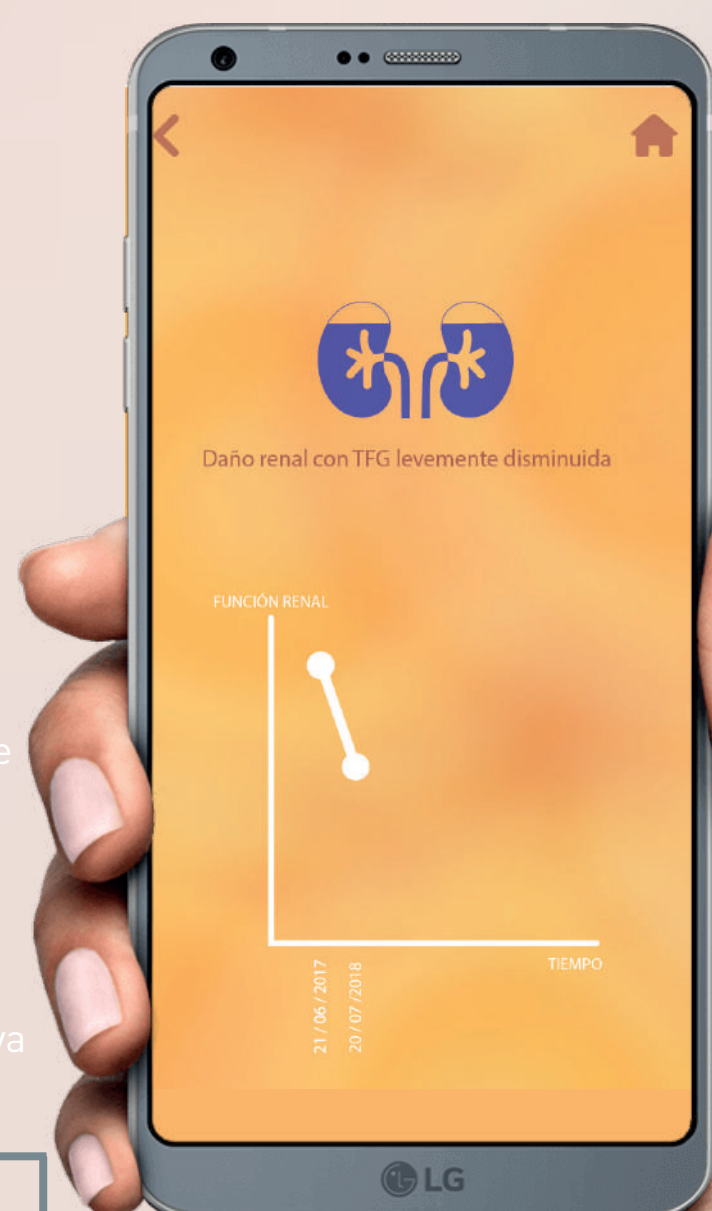 Daño renal con TFG levemente disminuida
FUNCIÓN RENAL
TIEMPO
21 / 06 / 2017
20 / 07 /2018
LG